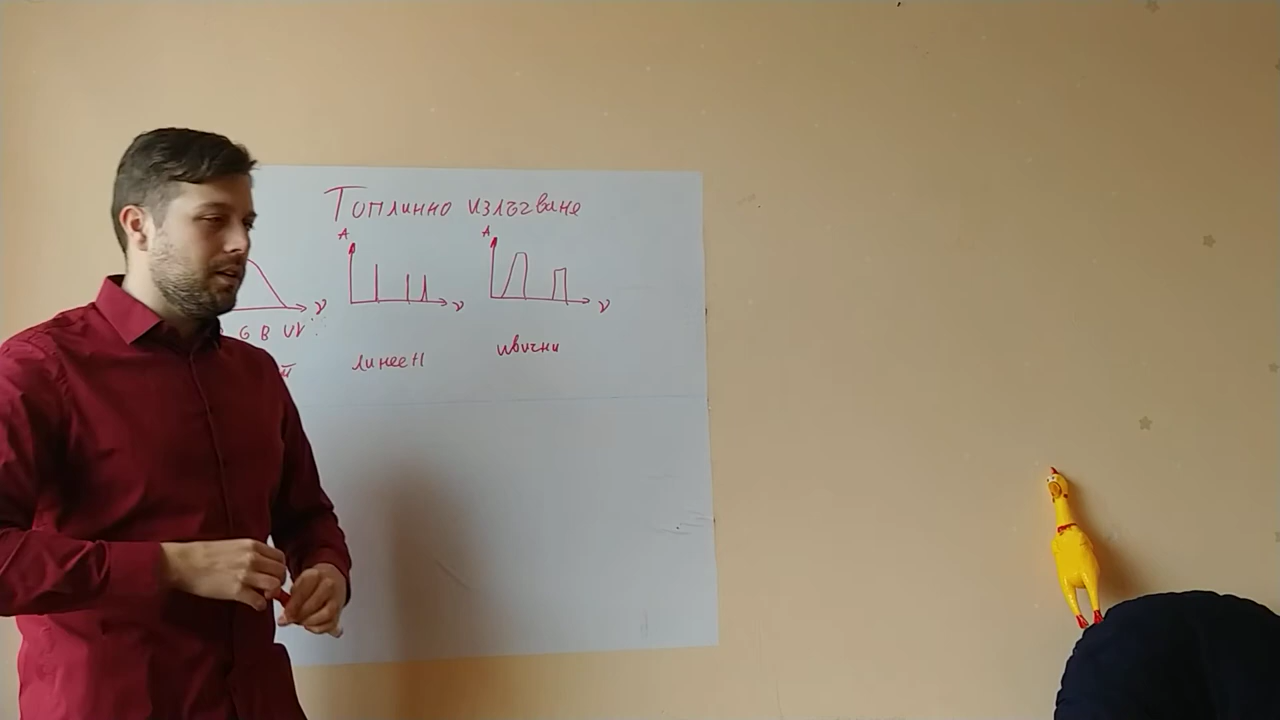 Топлинно излъчване
A A
ν ν ν
G B UV
линеен ивични